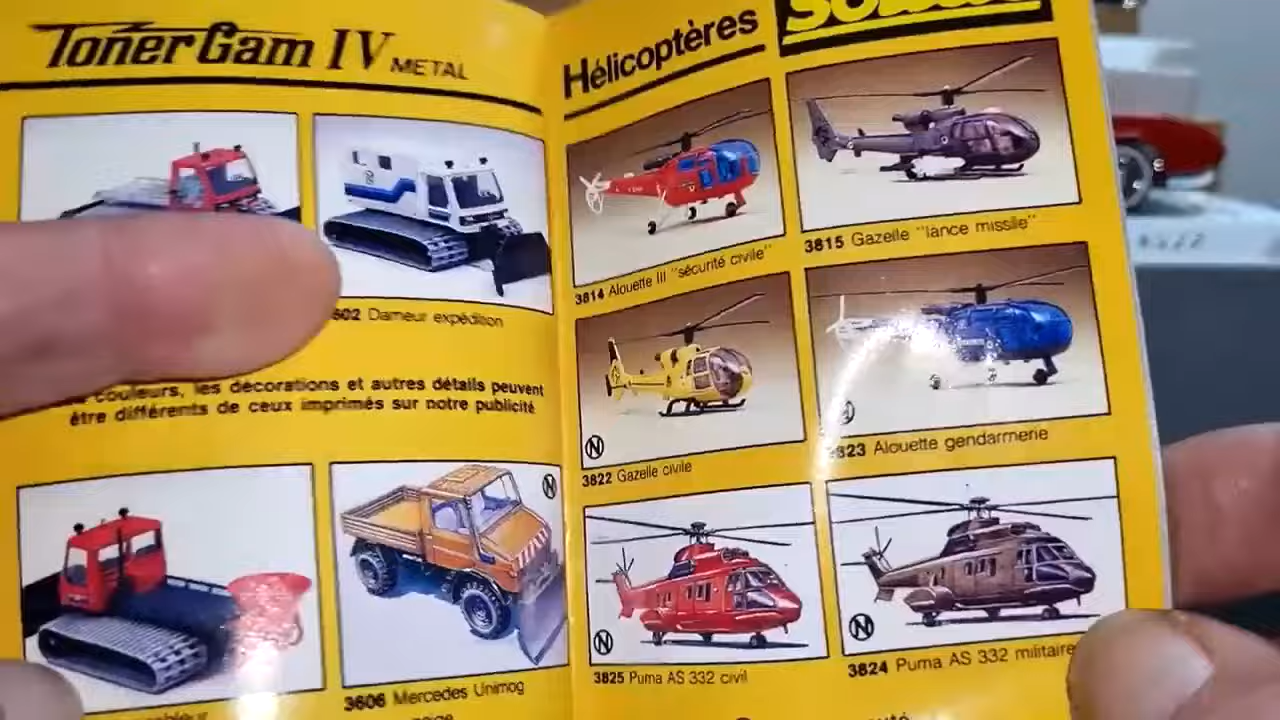 TonerGam IV METAL
602 Dameur expédition
couleurs, les décorations et autres détails peuvent
être différents de ceux imprimés sur notre publicité
N
3606 Mercedes Unimog
Hélicoptères
3814 Alouette III "sécurité civile"
3815 Gazelle "lance missile"
N
3822 Gazelle civile
N
823 Alouette gendarmerie
N
3825 Puma AS 332 civil
N
3824 Puma AS 332 militaire